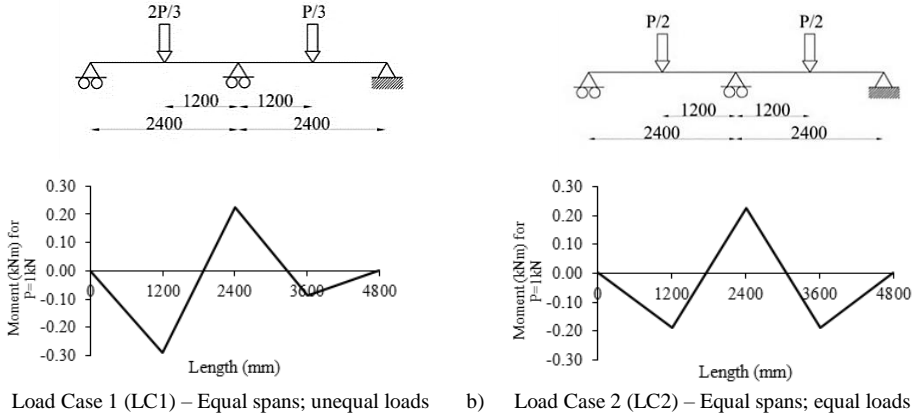 2P/3
P/3
1200
1200
2400
2400
P/2
P/2
1200
1200
2400
2400
Moment (kNm) for
P=1kN
0.30
0.20
0.10
0.00
-0.10
-0.20
-0.30
0
1200
2400
3600
4800
Length (mm)
Moment (kNm) for
P=1kN
0.30
0.20
0.10
0.00
-0.10
-0.20
-0.30
0
1200
2400
3600
4800
Length (mm)
Load Case 1 (LC1) – Equal spans; unequal loads
b) Load Case 2 (LC2) – Equal spans; equal loads